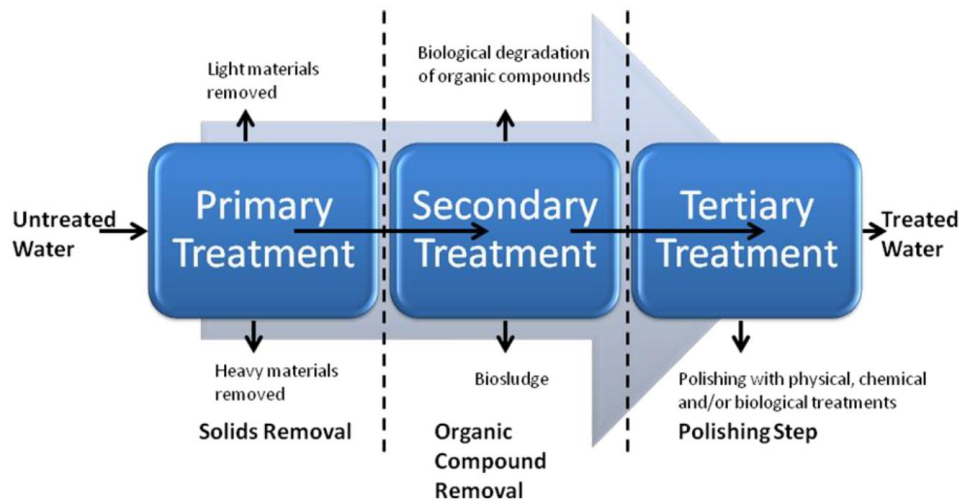 Light materials
removed
Biological degradation
of organic compounds
Untreated
Water
Primary
Treatment
Secondary
Treatment
Tertiary
Treatment
Treated
Water
Heavy materials
removed
Biosludge
Polishing with physical, chemical
and/or biological treatments
Solids Removal
Organic
Compound
Removal
Polishing Step